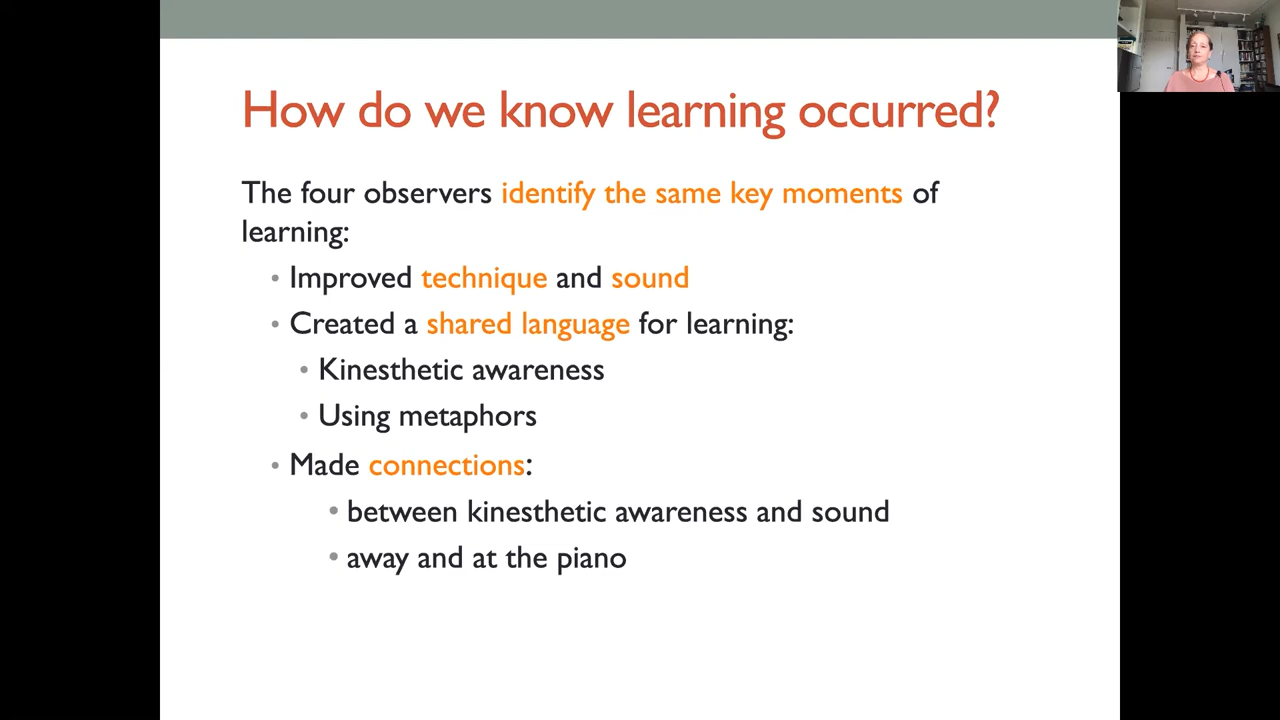 How do we know learning occurred?
The four observers identify the same key moments of
learning:
• Improved technique and sound
• Created a shared language for learning:
• Kinesthetic awareness
• Using metaphors
• Made connections:
• between kinesthetic awareness and sound
• away and at the piano